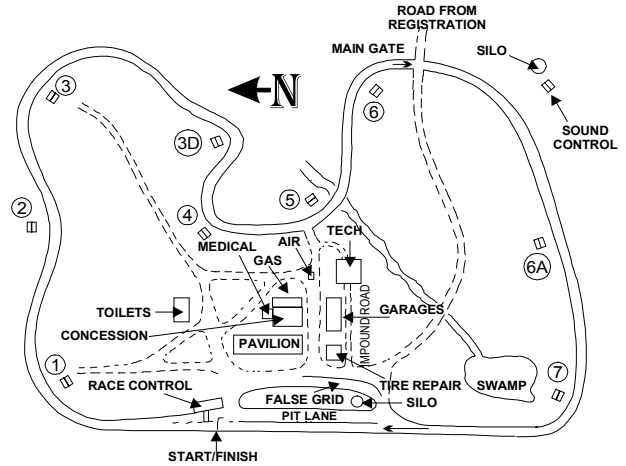 ROAD FROM
REGISTRATION
MAIN GATE
SILO
N
3
6
3D
SOUND
CONTROL
5
2
4
TECH
AIR
MEDICAL
GAS
6A
TOILETS
CONCESSION
GARAGES
IMPOUND ROAD
PAVILION
1
RACE CONTROL
TIRE REPAIR
SWAMP
7
FALSE GRID
SILO
PIT LANE
START/FINISH